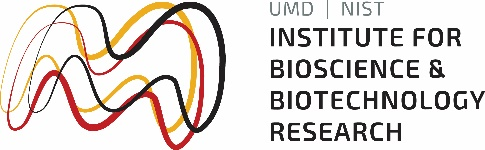 UMD | NIST
INSTITUTE FOR
BIOSCIENCE &
BIOTECHNOLOGY
RESEARCH